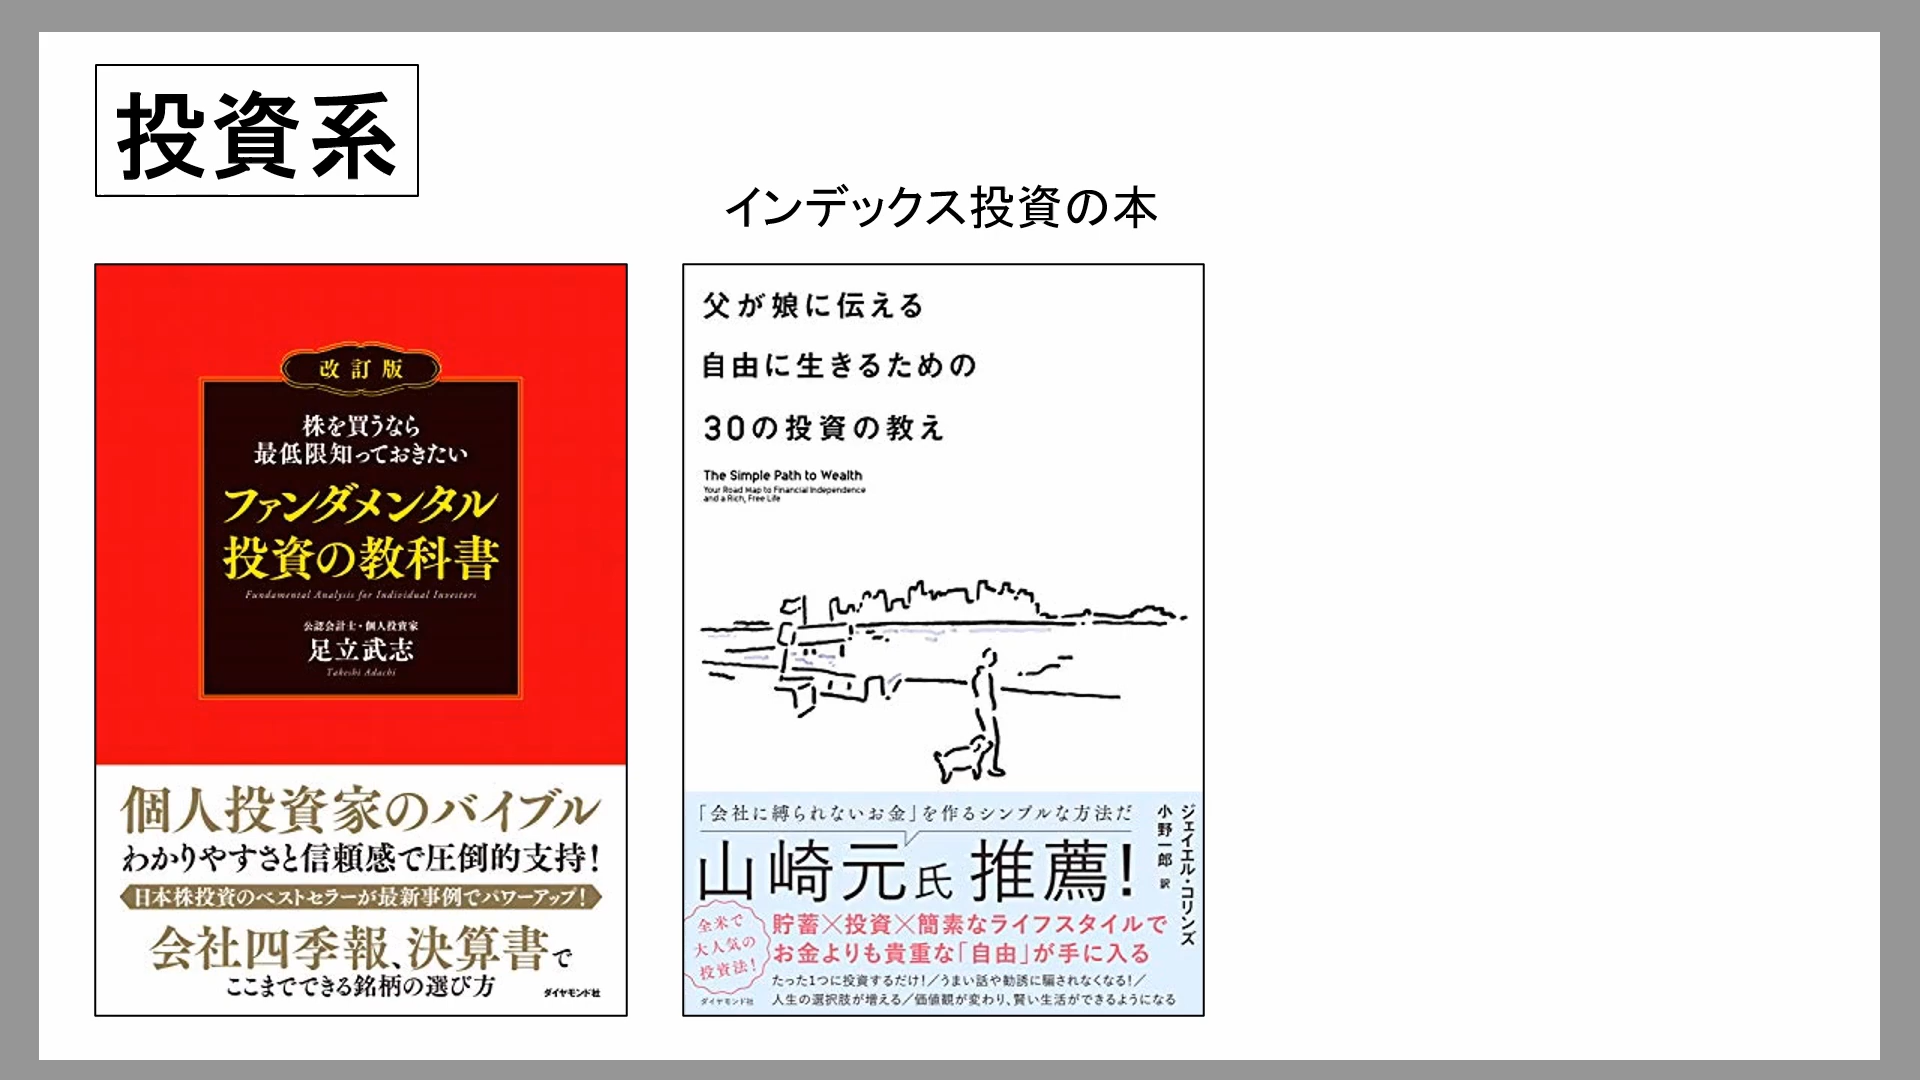 投資系
インデックス投資の本
改訂版
株を買うなら
最低限知っておきたい
ファンダメンタル
投資の教科書
Fundamental Analysis for Individual Investors
公認会計士・個人投資家
足立武志
Takeshi Adachi
個人投資家のバイブル
わかりやすさと信頼感で圧倒的支持!
日本株投資のベストセラーが最新事例でパワーアップ!
会社四季報、決算書で
ここまでできる銘柄の選び方
ダイヤモンド社
父が娘に伝える
自由に生きるための
30の投資の教え
The Simple Path to Wealth
Your Road Map to Financial Independence
and a Rich, Free Life
「会社に縛られないお金」を作るシンプルな方法だ
山崎元氏推薦!
ジェイエル・コリンズ
小野一郎 訳
全米で
大人気の
投資法!
貯蓄×投資×簡素なライフスタイルで
お金よりも貴重な「自由」が手に入る
たった1つに投資するだけ!/うまい話や勧誘に騙されなくなる!/
人生の選択肢が増える/価値観が変わり、賢い生活ができるようになる
ダイヤモンド社